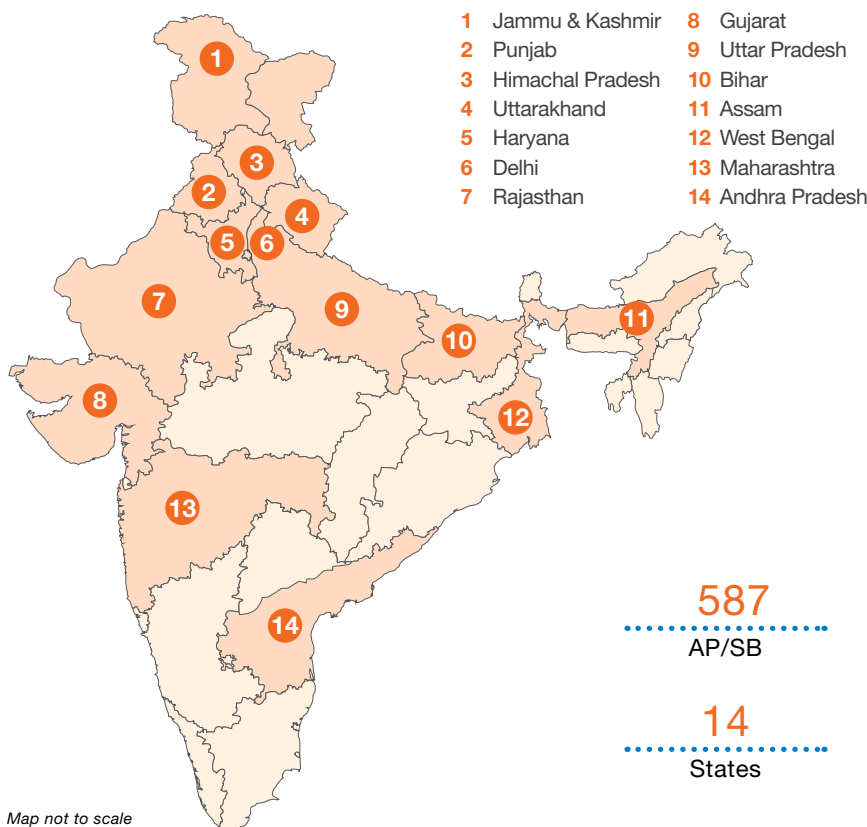 1 Jammu & Kashmir
2 Punjab
3 Himachal Pradesh
4 Uttarakhand
5 Haryana
6 Delhi
7 Rajasthan
8 Gujarat
9 Uttar Pradesh
10 Bihar
11 Assam
12 West Bengal
13 Maharashtra
14 Andhra Pradesh
1
3
2
4
5
6
7
9
11
10
8
12
13
14
587
AP/SB
14
States
Map not to scale